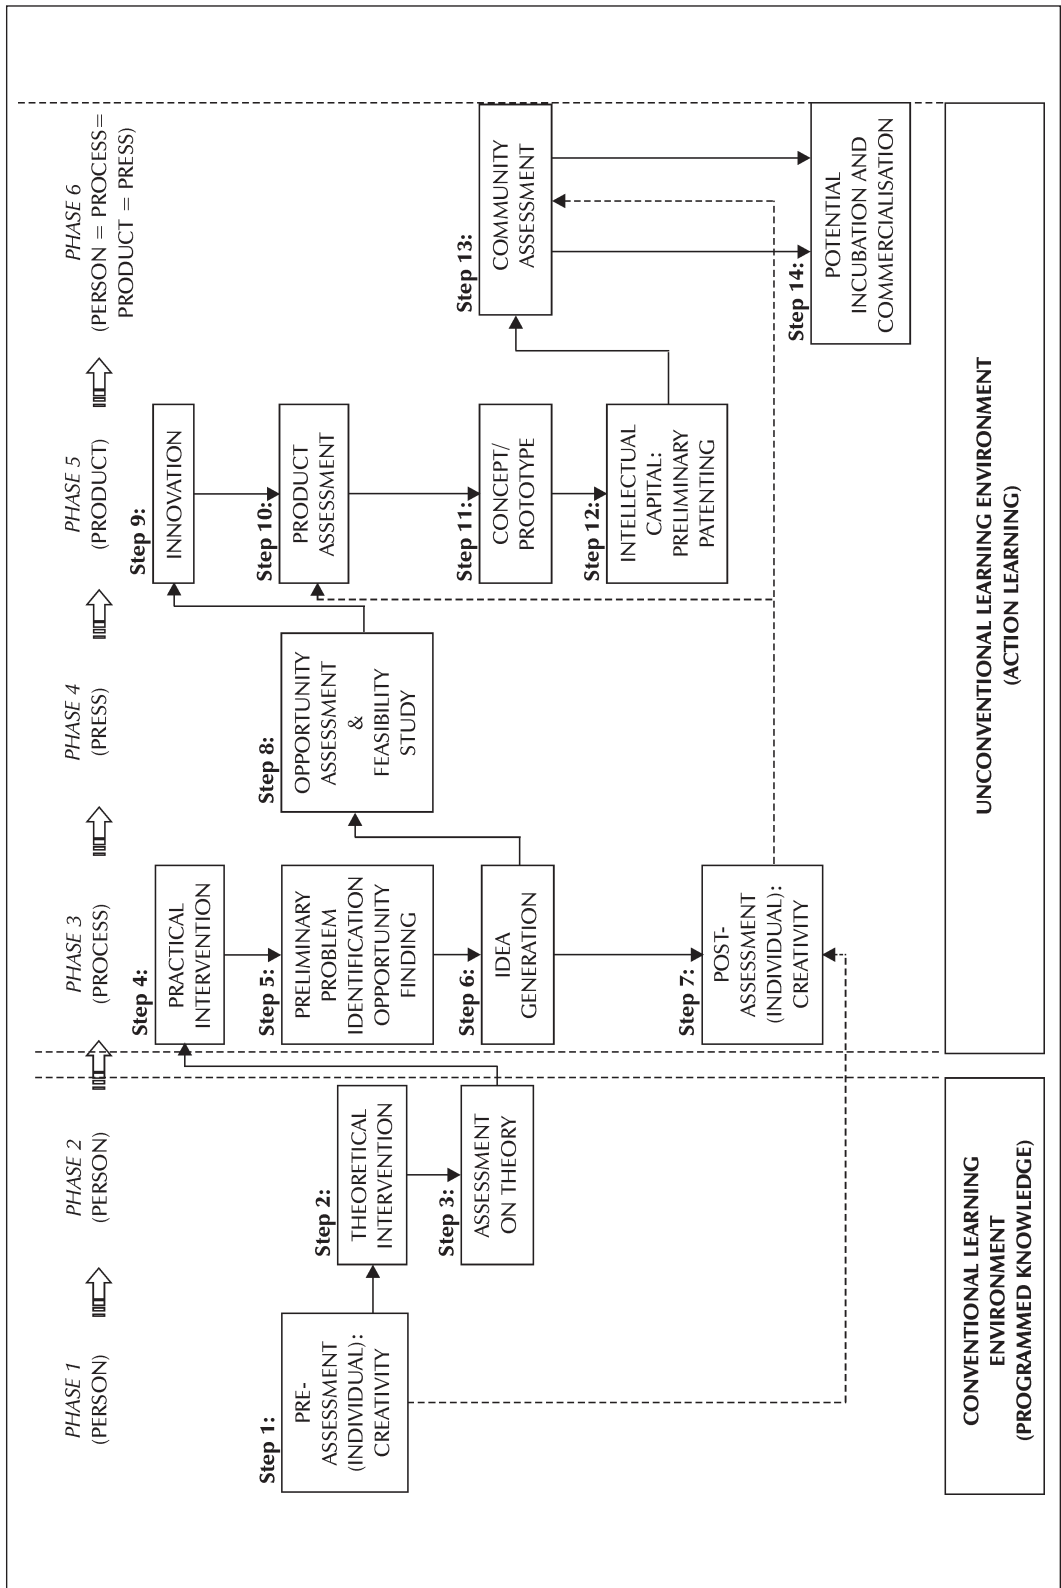 PHASE 1
(PERSON)
PHASE 2
(PERSON)
PHASE 3
(PROCESS)
PHASE 4
(PRESS)
PHASE 5
(PRODUCT)
PHASE 6
(PERSON = PROCESS=
PRODUCT = PRESS)
Step 1:
PRE-
ASSESSMENT
(INDIVIDUAL):
CREATIVITY
Step 2:
THEORETICAL
INTERVENTION
Step 3:
ASSESSMENT
ON THEORY
Step 4:
PRACTICAL
INTERVENTION
Step 5:
PRELIMINARY
PROBLEM
IDENTIFICATION
OPPORTUNITY
FINDING
Step 6:
IDEA
GENERATION
Step 7:
POST-
ASSESSMENT
(INDIVIDUAL):
CREATIVITY
Step 8:
OPPORTUNITY
ASSESSMENT
&
FEASIBILITY
STUDY
Step 9:
INNOVATION
Step 10:
PRODUCT
ASSESSMENT
Step 11:
CONCEPT/
PROTOTYPE
Step 12:
INTELLECTUAL
CAPITAL:
PRELIMINARY
PATENTING
Step 13:
COMMUNITY
ASSESSMENT
Step 14:
POTENTIAL
INCUBATION AND
COMMERCIALISATION
CONVENTIONAL LEARNING
ENVIRONMENT
(PROGRAMMED KNOWLEDGE)
UNCONVENTIONAL LEARNING ENVIRONMENT
(ACTION LEARNING)